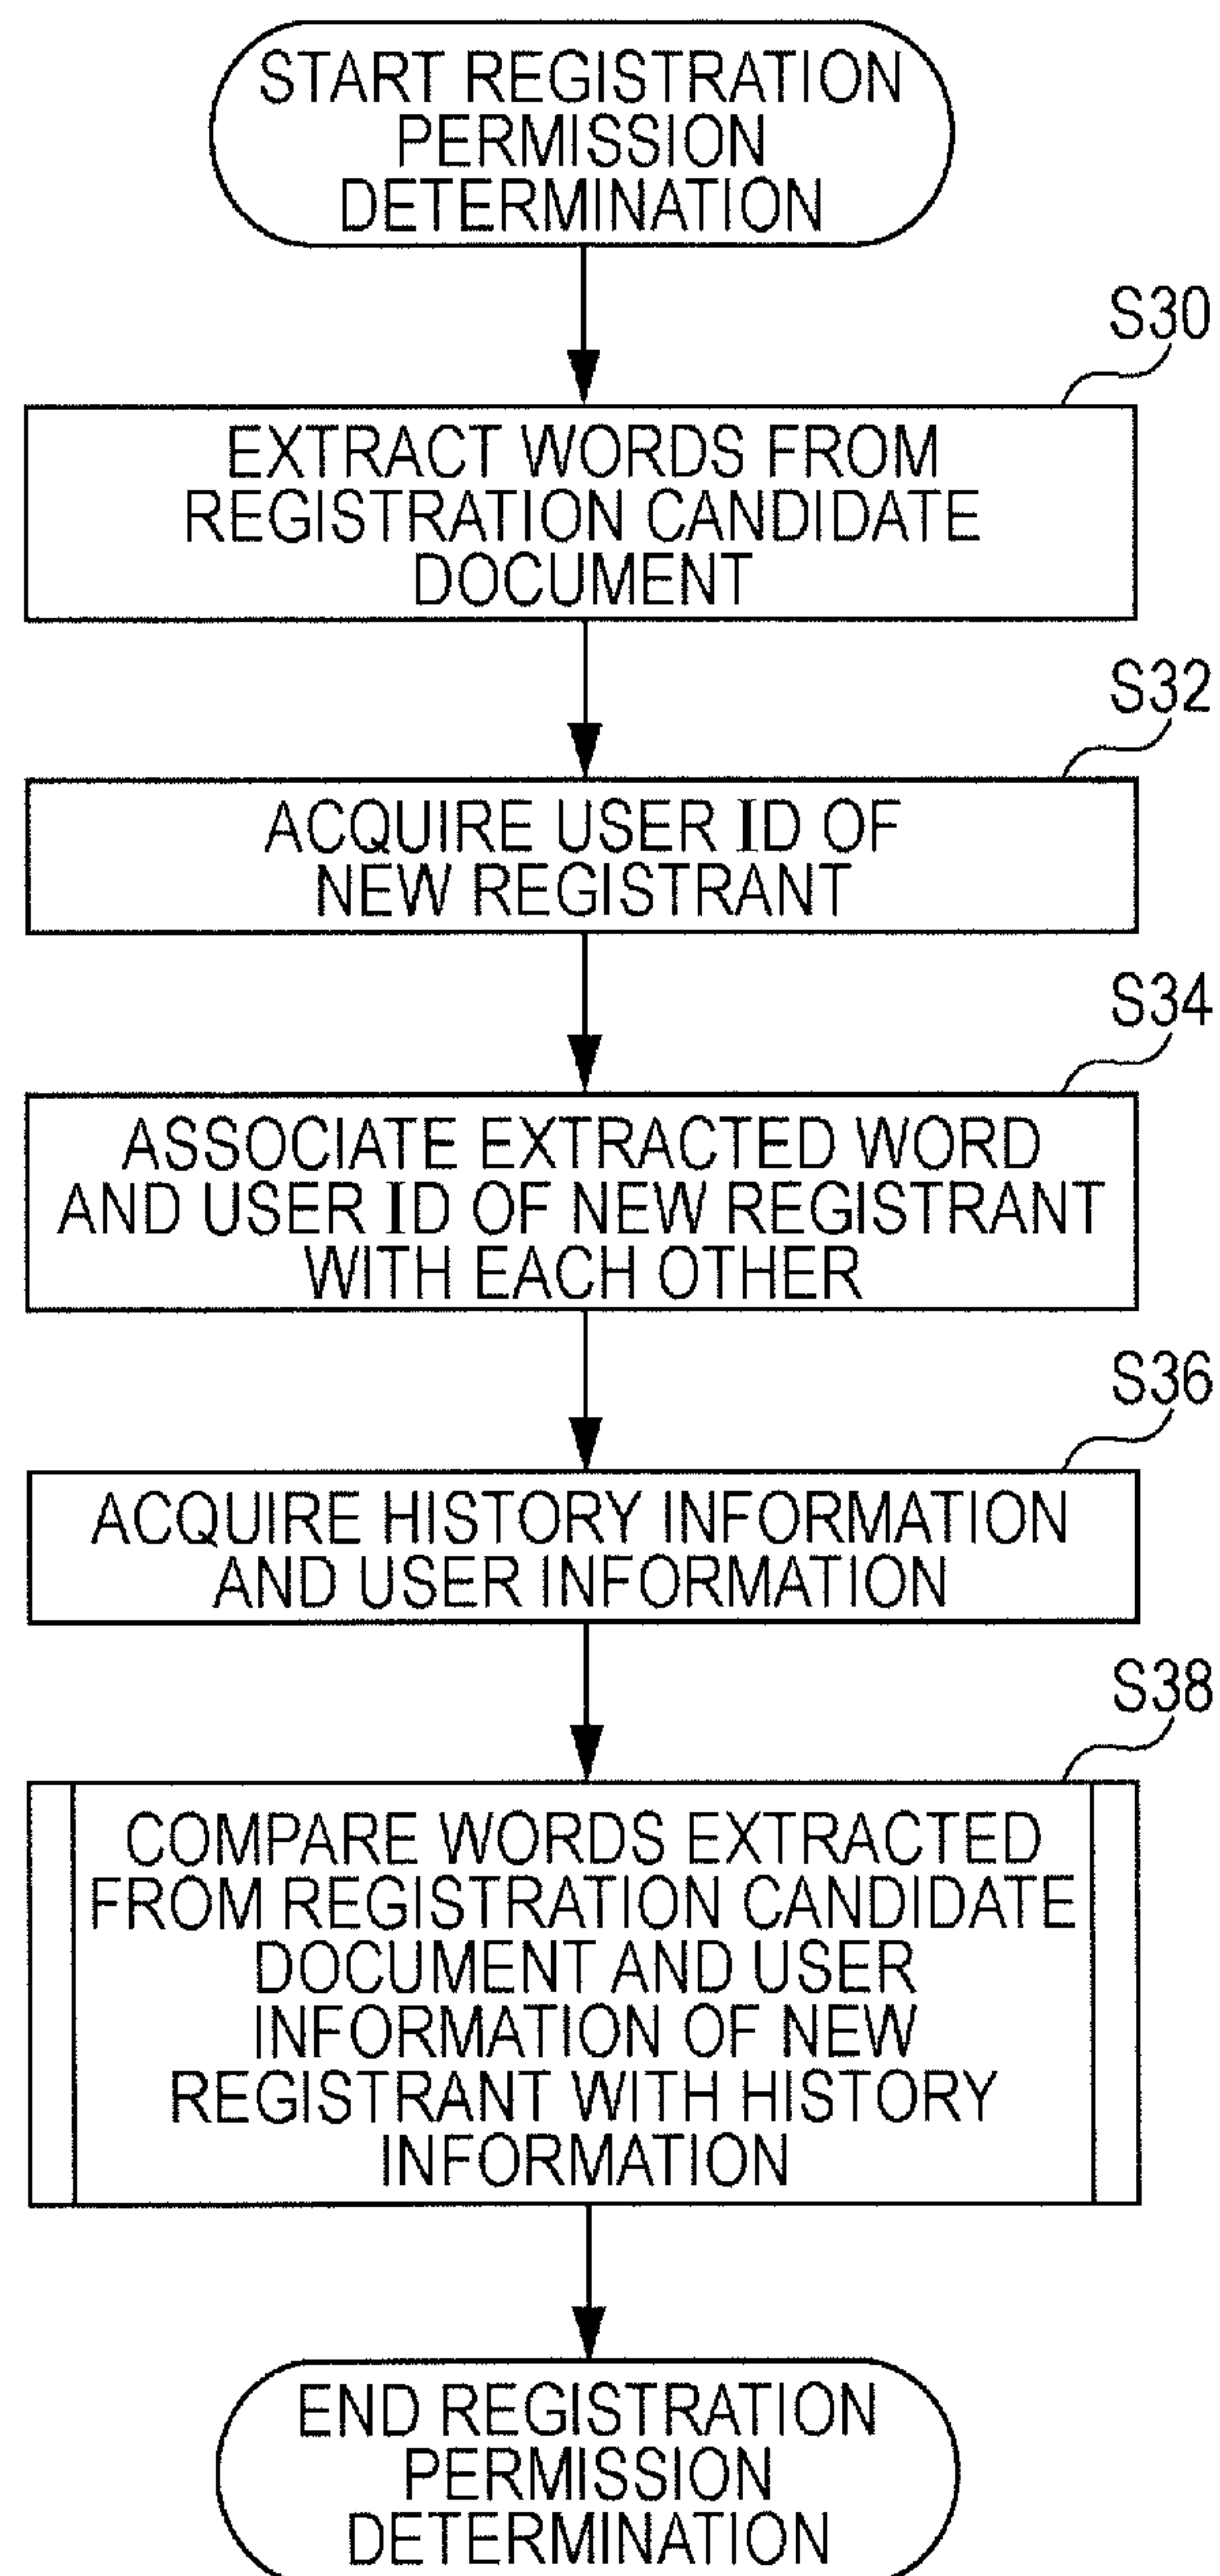 START REGISTRATION
PERMISSION
DETERMINATION
S30
EXTRACT WORDS FROM
REGISTRATION CANDIDATE
DOCUMENT
S32
ACQUIRE USER ID OF
NEW REGISTRANT
S34
ASSOCIATE EXTRACTED WORD
AND USER ID OF NEW REGISTRANT
WITH EACH OTHER
S36
ACQUIRE HISTORY INFORMATION
AND USER INFORMATION
S38
COMPARE WORDS EXTRACTED
FROM REGISTRATION CANDIDATE
DOCUMENT AND USER
INFORMATION OF NEW
REGISTRANT WITH HISTORY
INFORMATION
END REGISTRATION
PERMISSION
DETERMINATION